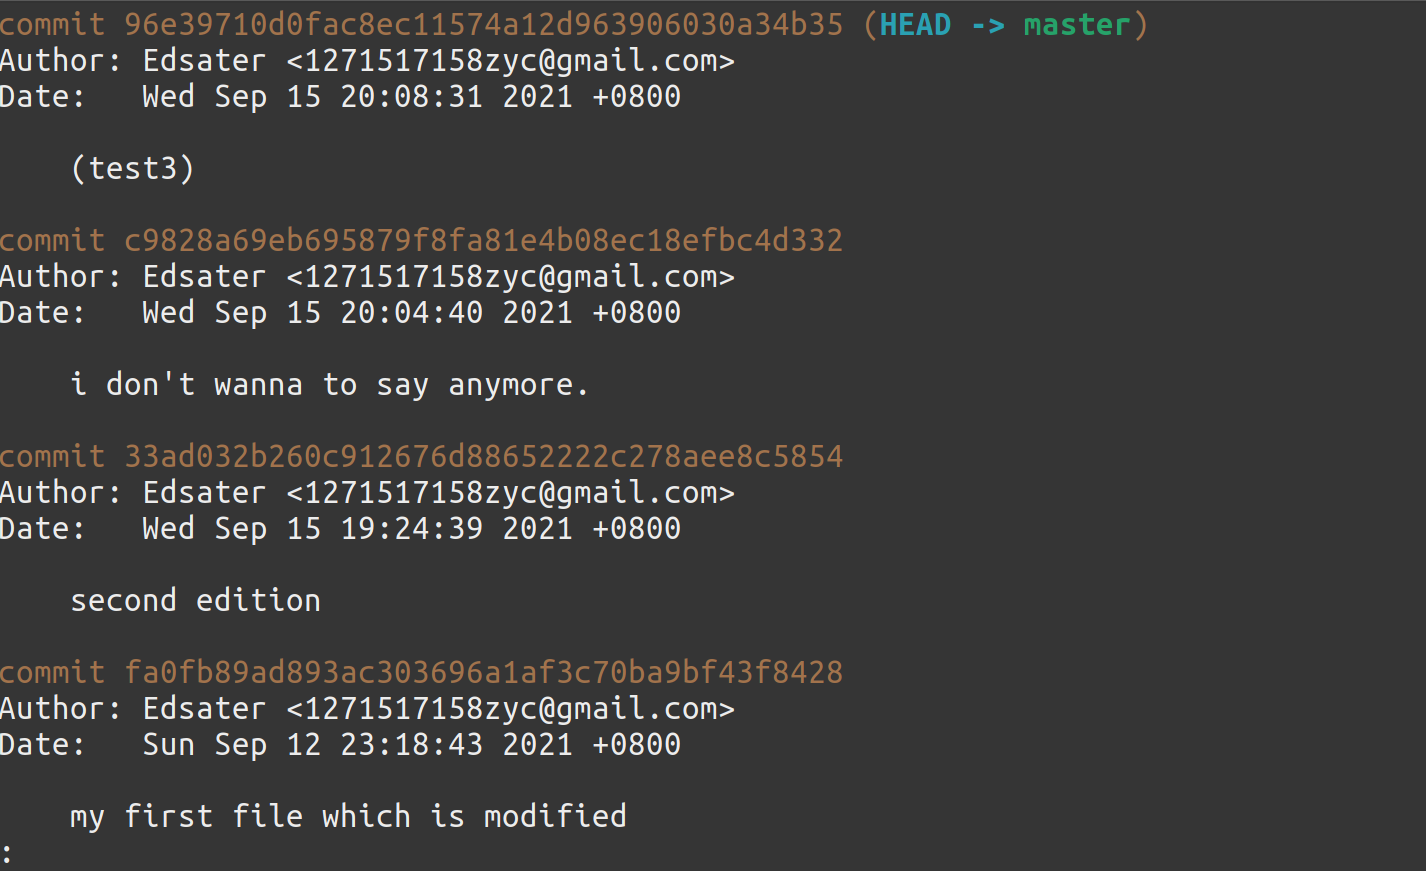 commit 96e39710d0fac8ec11574a12d963906030a34b35 (HEAD -> master)
Author: Edsater <1271517158zyc@gmail.com>
Date:   Wed Sep 15 20:08:31 2021 +0800
(test3)
commit c9828a69eb695879f8fa81e4b08ec18efbc4d332
Author: Edsater <1271517158zyc@gmail.com>
Date:   Wed Sep 15 20:04:40 2021 +0800
i don't wanna to say anymore.
commit 33ad032b260c912676d88652222c278aee8c5854
Author: Edsater <1271517158zyc@gmail.com>
Date:   Wed Sep 15 19:24:39 2021 +0800
second edition
commit fa0fb89ad893ac303696a1af3c70ba9bf43f8428
Author: Edsater <1271517158zyc@gmail.com>
Date:   Sun Sep 12 23:18:43 2021 +0800
my first file which is modified
: